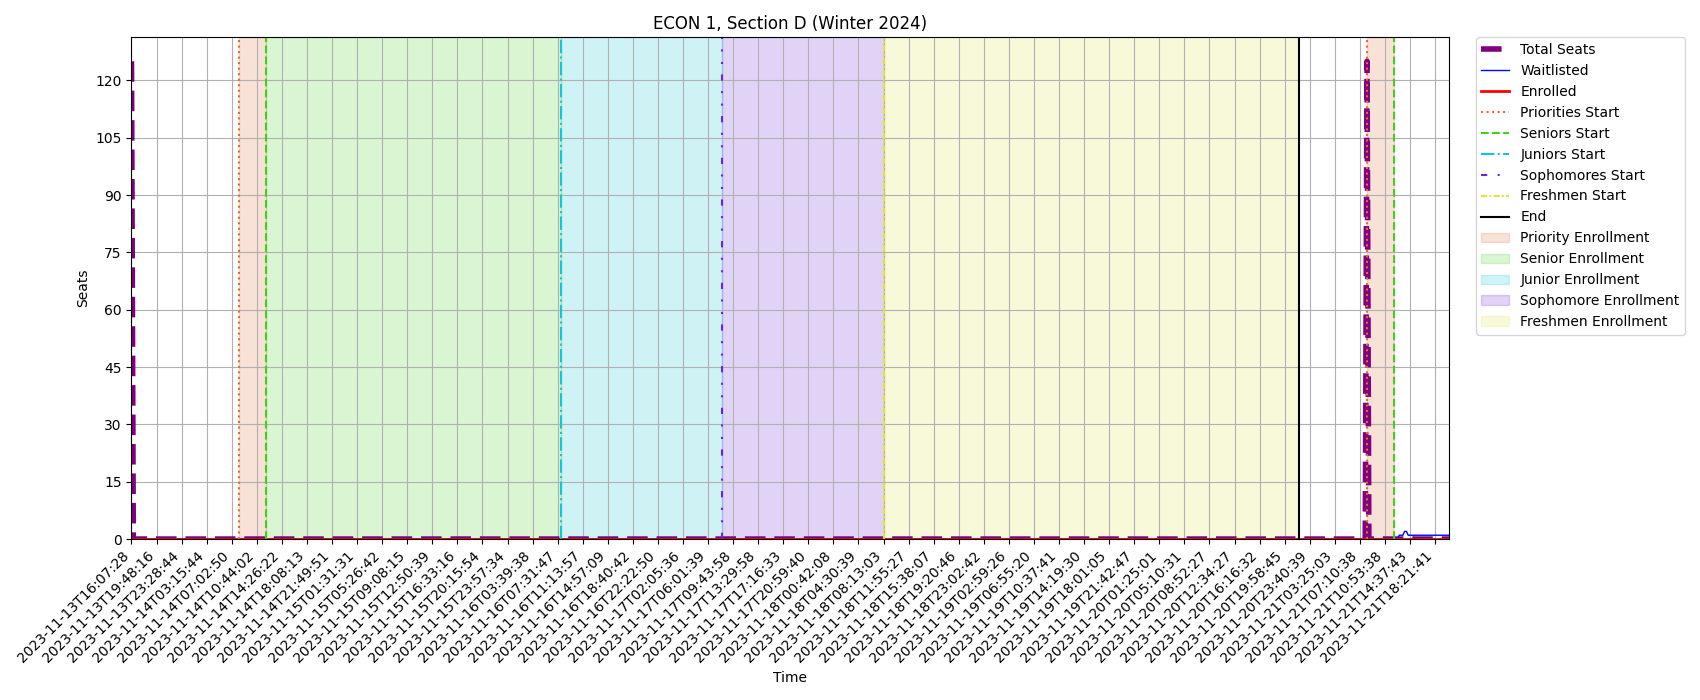 ECON 1, Section D (Winter 2024)
Seats
120
105
90
75
60
45
30
15
0
2023-11-13T16:07:28
2023-11-13T19:48:16
2023-11-13T23:28:44
2023-11-14T03:15:44
2023-11-14T07:02:50
2023-11-14T10:44:02
2023-11-14T14:26:22
2023-11-14T18:08:13
2023-11-14T21:49:51
2023-11-15T01:31:31
2023-11-15T05:26:42
2023-11-15T09:08:15
2023-11-15T12:50:39
2023-11-15T16:33:16
2023-11-15T20:15:54
2023-11-15T23:57:34
2023-11-16T03:39:38
2023-11-16T07:31:47
2023-11-16T11:13:57
2023-11-16T14:57:09
2023-11-16T18:40:42
2023-11-16T22:22:50
2023-11-17T02:05:36
2023-11-17T06:01:39
2023-11-17T09:43:58
2023-11-17T13:29:58
2023-11-17T17:16:33
2023-11-17T20:59:40
2023-11-18T00:42:08
2023-11-18T04:30:39
2023-11-18T08:13:03
2023-11-18T11:55:27
2023-11-18T15:38:07
2023-11-18T19:20:46
2023-11-18T23:02:42
2023-11-19T02:59:26
2023-11-19T06:55:20
2023-11-19T10:37:41
2023-11-19T14:19:30
2023-11-19T18:01:05
2023-11-19T21:42:47
2023-11-20T01:25:01
2023-11-20T05:10:31
2023-11-20T08:52:27
2023-11-20T12:34:27
2023-11-20T16:16:32
2023-11-20T19:58:45
2023-11-20T23:40:39
2023-11-21T03:25:03
2023-11-21T07:10:38
2023-11-21T10:53:38
2023-11-21T14:37:43
2023-11-21T18:21:41
Time
Total Seats
Waitlisted
Enrolled
Priorities Start
Seniors Start
Juniors Start
Sophomores Start
Freshmen Start
End
Priority Enrollment
Senior Enrollment
Junior Enrollment
Sophomore Enrollment
Freshmen Enrollment